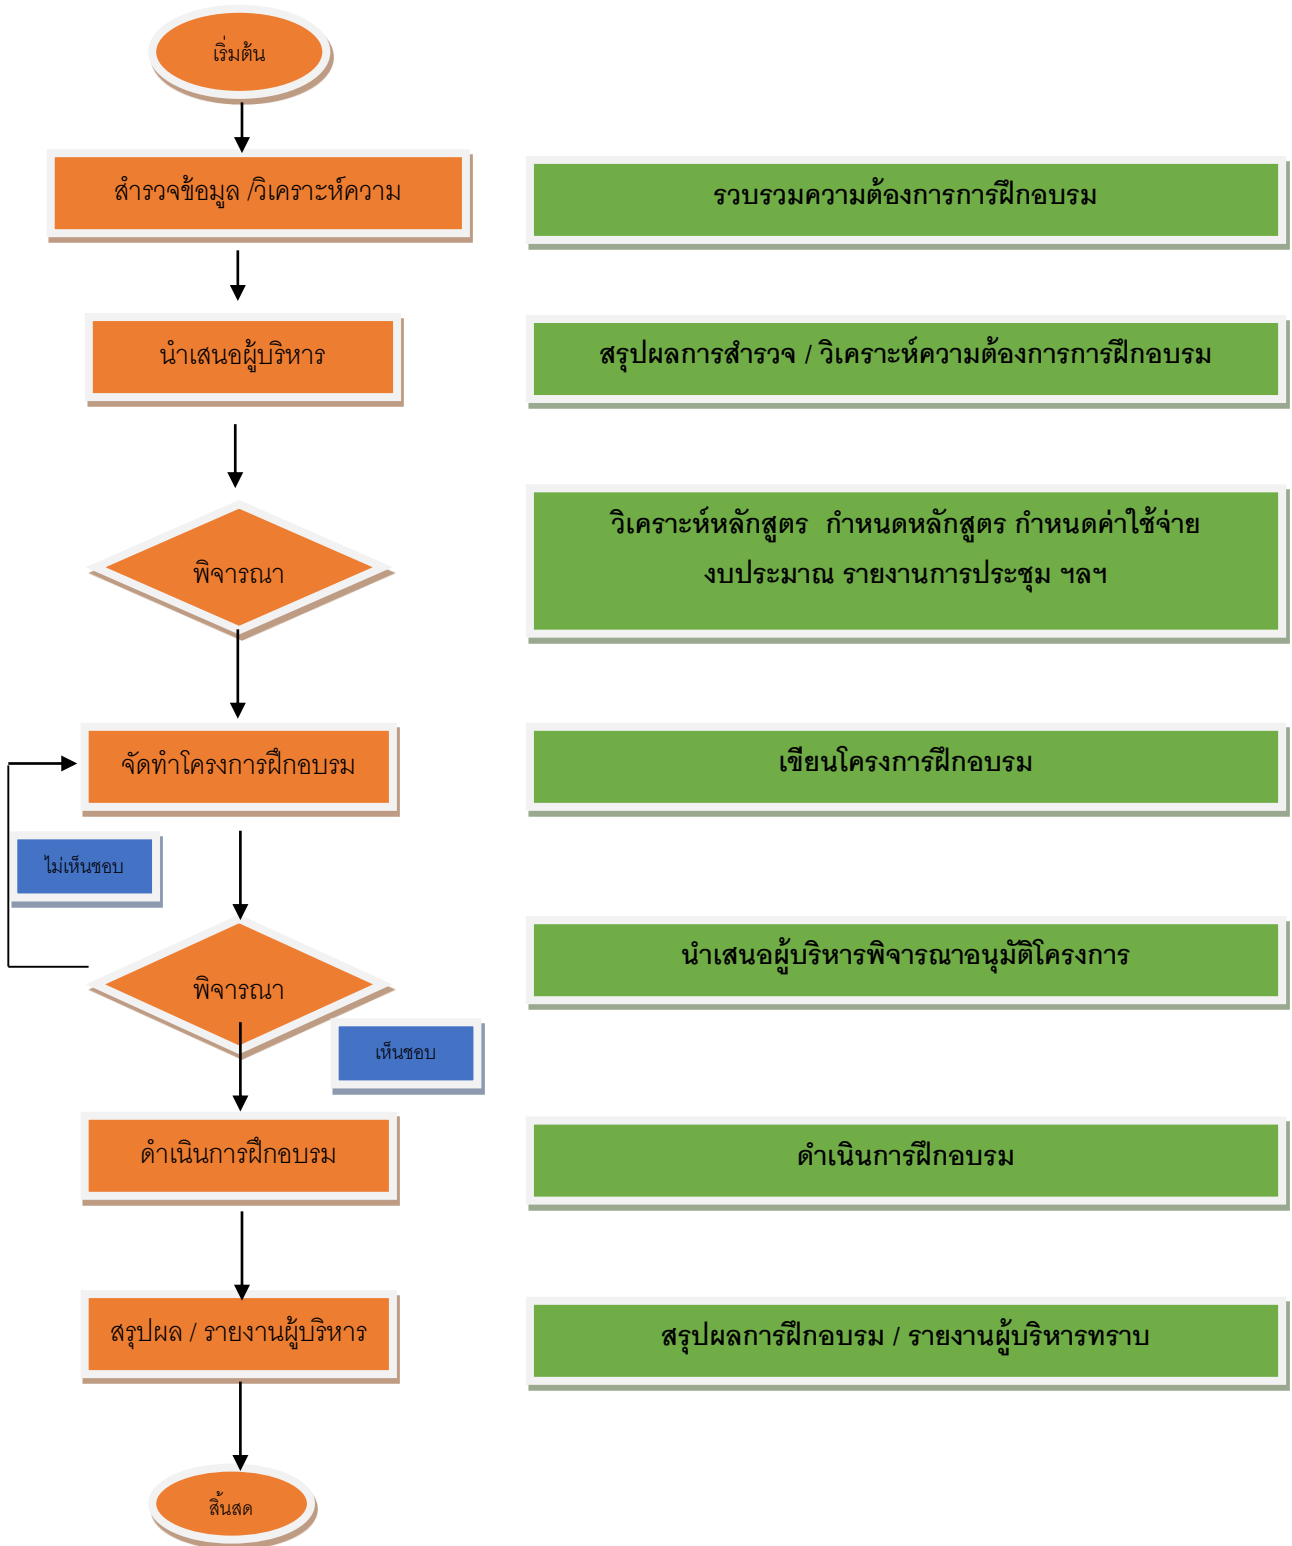 เริ่มต้น
สำรวจข้อมูล /วิเคราะห์ความ
รวบรวมความต้องการการฝึกอบรม
นำเสนอผู้บริหาร
สรุปผลการสำรวจ / วิเคราะห์ความต้องการการฝึกอบรม
พิจารณา
วิเคราะห์หลักสูตร กำหนดหลักสูตร กำหนดค่าใช้จ่าย
งบประมาณ รายงานการประชุม ฯลฯ
จัดทำโครงการฝึกอบรม
เขียนโครงการฝึกอบรม
ไม่เห็นชอบ
พิจารณา
นำเสนอผู้บริหารพิจารณาอนุมัติโครงการ
เห็นชอบ
ดำเนินการฝึกอบรม
ดำเนินการฝึกอบรม
สรุปผล / รายงานผู้บริหาร
สรุปผลการฝึกอบรม / รายงานผู้บริหารทราบ
สิ้นสด